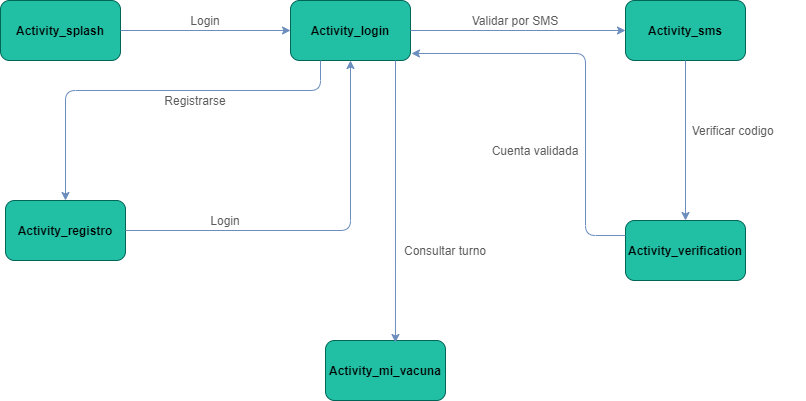 Activity_splash
Login
Activity_login
Validar por SMS
Activity_sms
Registrarse
Verificar codigo
Cuenta validada
Activity_registro
Login
Consultar turno
Activity_verification
Activity_mi_vacuna